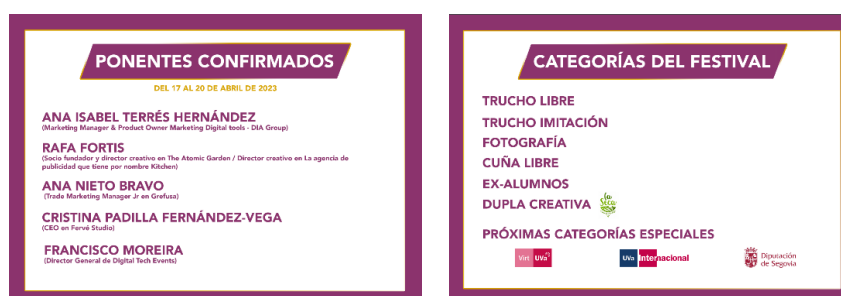 PONENTES CONFIRMADOS
DEL 17 AL 20 DE ABRIL DE 2023
ANA ISABEL TERRÉS HERNÁNDEZ
(Marketing Manager & Product Owner Marketing Digital tools - DIA Group)
RAFA FORTIS
(Socio fundador y director creativo en The Atomic Garden / Director creativo en La agencia de
publicidad que tiene por nombre Kitchen)
ANA NIETO BRAVO
(Trade Marketing Manager Jr en Grefusa)
CRISTINA PADILLA FERNÁNDEZ-VEGA
(CEO en Fervé Studio)
FRANCISCO MOREIRA
(Director General de Digital Tech Events)
CATEGORÍAS DEL FESTIVAL
TRUCHO LIBRE
TRUCHO IMITACIÓN
FOTOGRAFÍA
CUÑA LIBRE
EX-ALUMNOS
DUPLA CREATIVA la Seca
PRÓXIMAS CATEGORÍAS ESPECIALES
Virt UVa
UVa Internacional
Diputación
de Segovia